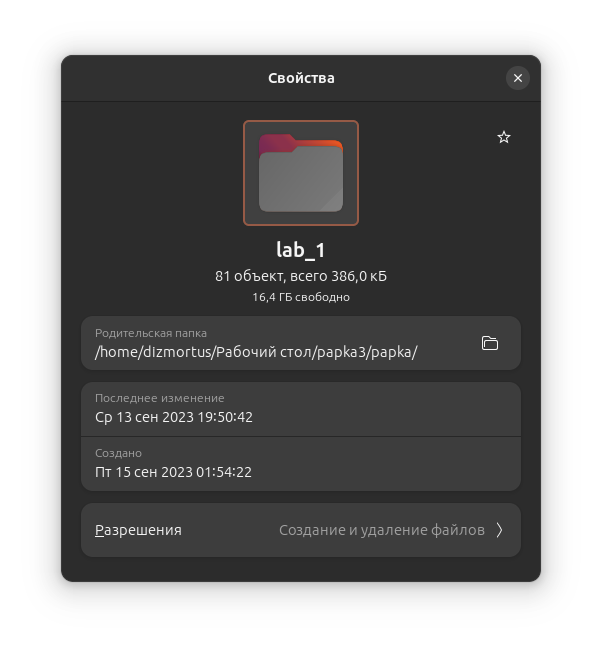 Свойства
lab_1
81 объект, всего 386,0 кБ
16,4 ГБ свободно
Родительская папка
/home/dizmortus/Рабочий стол/papka3/papka/
Последнее изменение
Ср 13 сен 2023 19:50:42
Создано
Пт 15 сен 2023 01:54:22
Разрешения Создание и удаление файлов